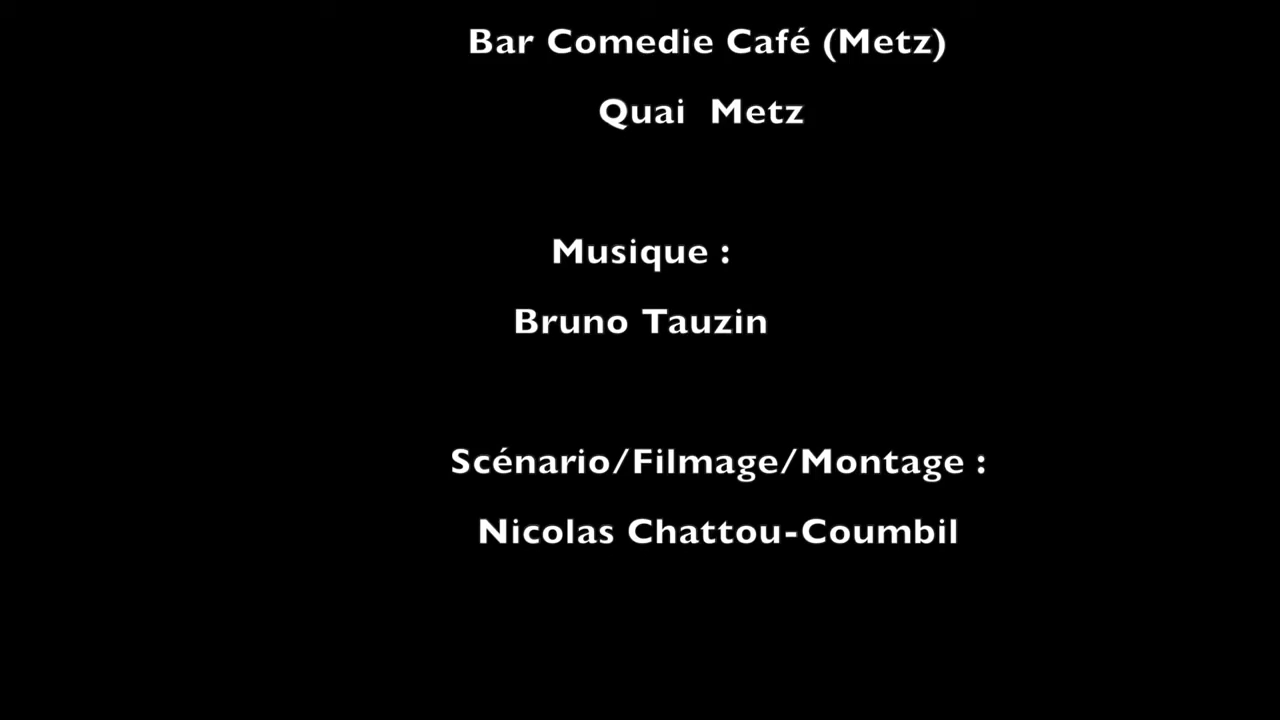 Bar Comedie Café (Metz)
Quai Metz
Musique :
Bruno Tauzin
Scénario/Filmage/Montage :
Nicolas Chattou-Coumbil